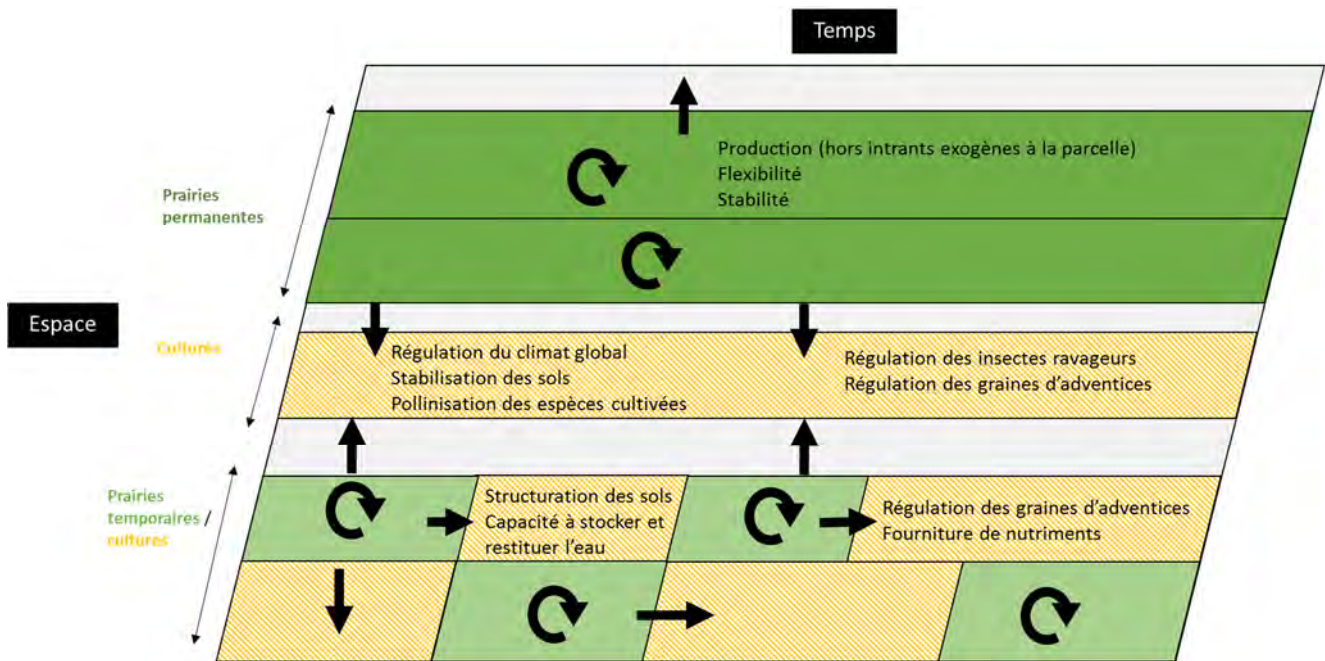 Temps
Production (hors intrants exogènes à la parcelle)
Flexibilité
Stabilité
Prairies
permanentes
Espace
Cultures
Régulation du climat global
Stabilisation des sols
Pollinisation des espèces cultivées
Régulation des insectes ravageurs
Régulation des graines d’adventices
Prairies
temporaires /
cultures
Structuration des sols
Capacité à stocker et
restituer l’eau
Régulation des graines d’adventices
Fourniture de nutriments